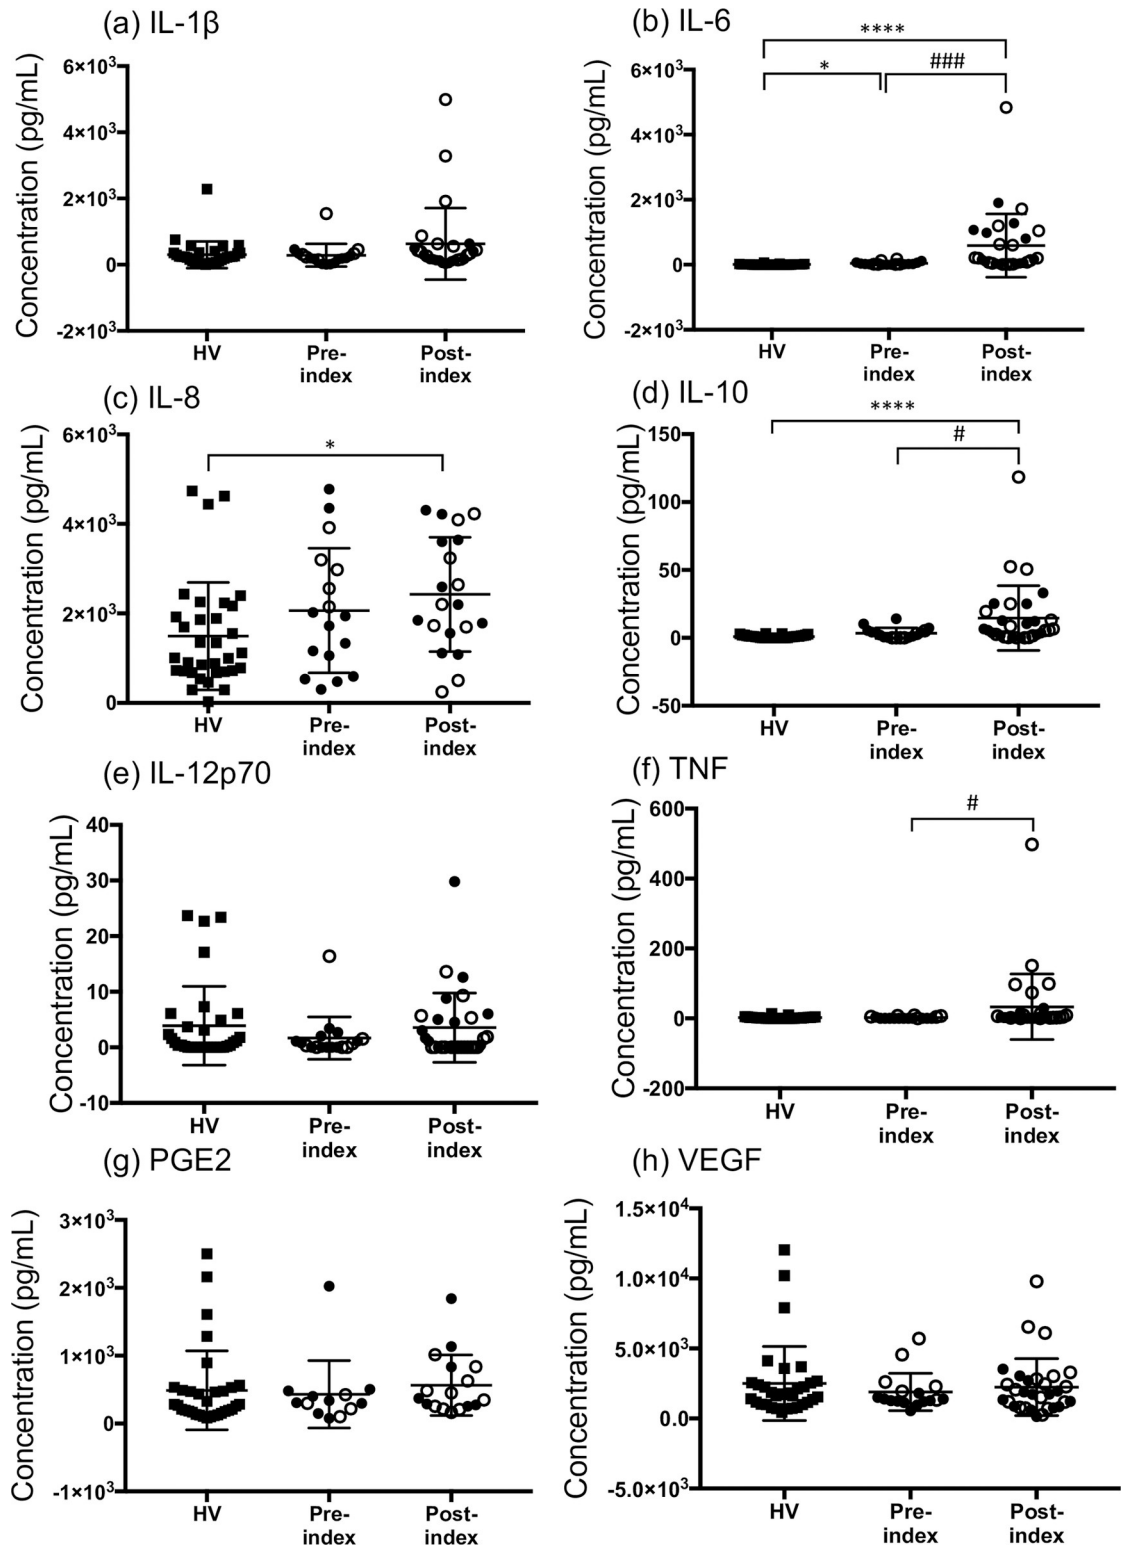 (a) IL-1β
Concentration (pg/mL)
6×10³
4×10³
2×10³
0
-2×10³
HV
Pre-
index
Post-
index
(b) IL-6
****
*
###
Concentration (pg/mL)
6×10³
4×10³
2×10³
0
-2×10³
HV
Pre-
index
Post-
index
(c) IL-8
*
Concentration (pg/mL)
6×10³
4×10³
2×10³
0
HV
Pre-
index
Post-
index
(d) IL-10
****
#
Concentration (pg/mL)
150
100
50
0
-50
HV
Pre-
index
Post-
index
(e) IL-12p70
Concentration (pg/mL)
40
30
20
10
0
-10
HV
Pre-
index
Post-
index
(f) TNF
#
Concentration (pg/mL)
600
400
200
0
-200
HV
Pre-
index
Post-
index
(g) PGE2
Concentration (pg/mL)
3×10³
2×10³
1×10³
0
-1×10³
HV
Pre-
index
Post-
index
(h) VEGF
Concentration (pg/mL)
1.5×10⁴
1.0×10⁴
5.0×10³
0.0
-5.0×10³
HV
Pre-
index
Post-
index